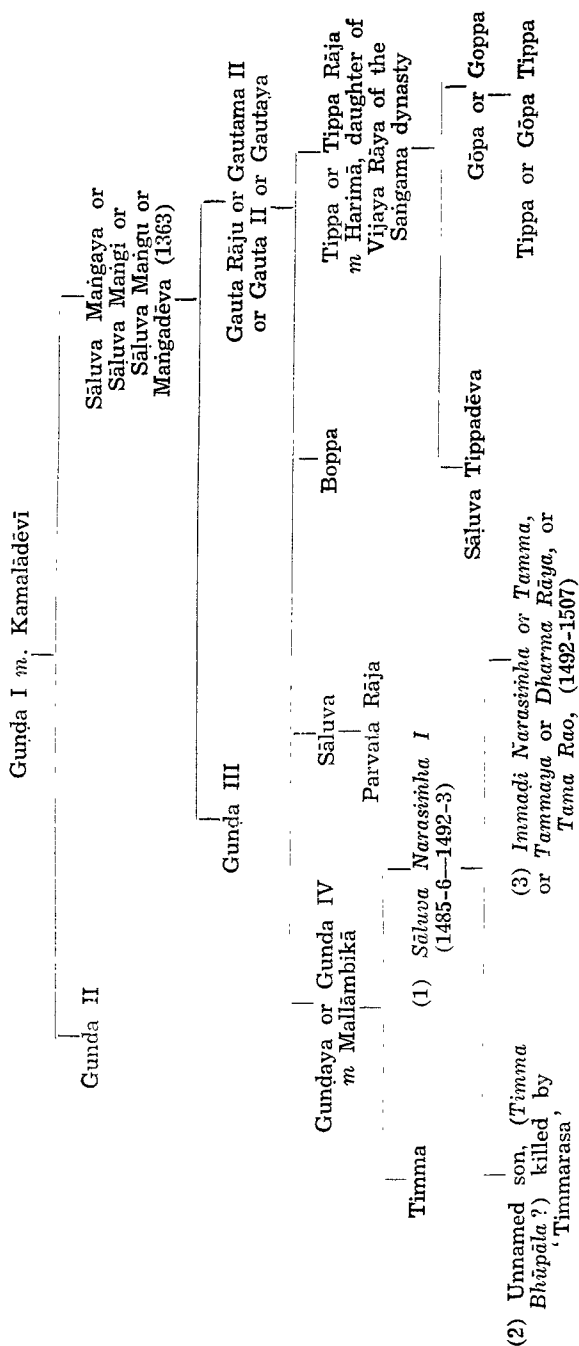 Guṇḍa I m. Kamalādēvī
Gunda II
Sāḷuva Maṅgaya or
Sāḷuva Maṅgi or
Sāḷuva Maṅgu or
Maṅgadēva (1363)
Guṇḍa III
Gauta Rāju or Gautama II
or Gauta II or Gautaya
Guṇḍaya or Gunda IV
m Mallāmbikā
Sāḷuva
Parvata Rāja
Boppa
Tippa or Tippa Rāja
m Harimā, daughter of
Vijaya Rāya of the
Saṅgama dynasty
Timma
(1) Sāḷuva Narasiṁha I
(1485-6—1492-3)
Sāḷuva Tippadēva
Gōpa or Goppa
Tippa or Gōpa Tippa
(2) Unnamed son, (Timma
Bhūpāla?) killed by
'Timmarasa'
(3) Immaḍi Narasiṁha or Tamma,
or Tammaya or Dharma Rāya, or
Tama Rao, (1492-1507)